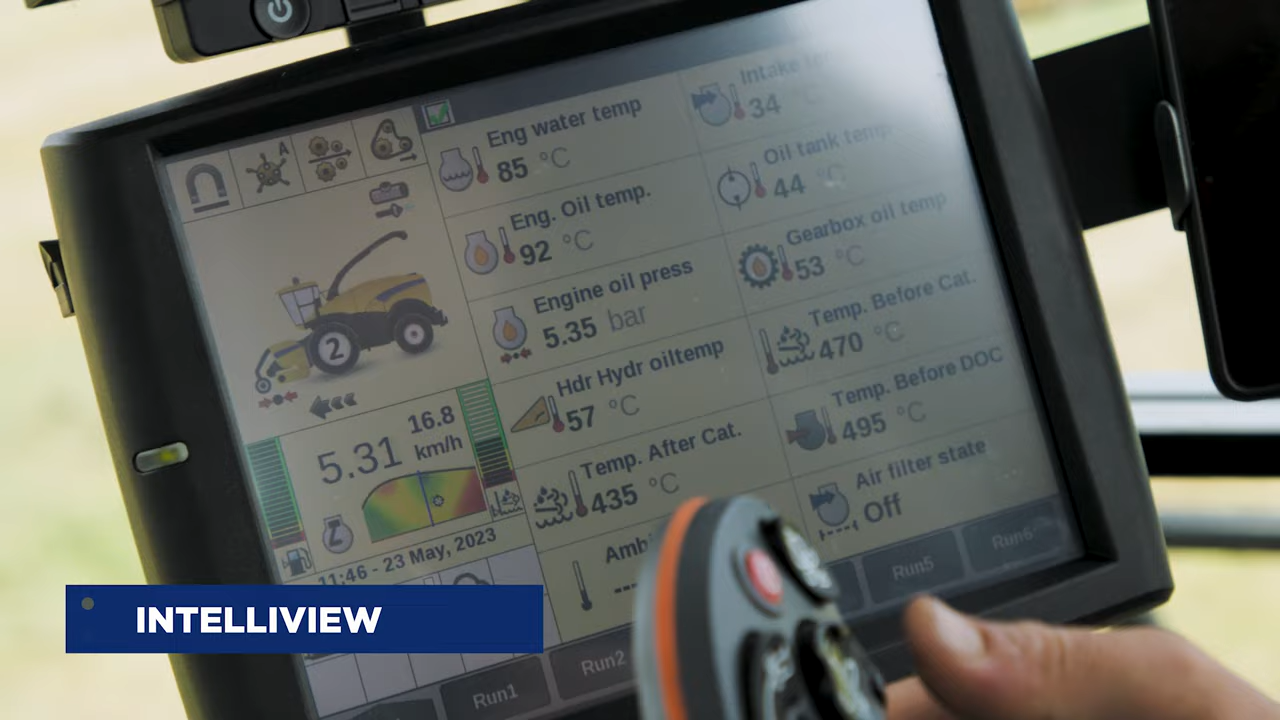 A
2
5.31
16.8
km/h
11:46 - 23 May, 2023
Eng water temp
85 °C
Eng. Oil temp.
92 °C
Engine oil press
5.35 bar
Hdr Hydr oiltemp
57 °C
Temp. After Cat.
435 °C
Intake
34 °C
Oil tank temp.
44 °C
Gearbox oil temp
53 °C
Temp. Before Cat.
470 °C
Temp. Before DOC
495 °C
Air filter state
Off
Run1
Run2
Run5
Run6
INTELLIVIEW